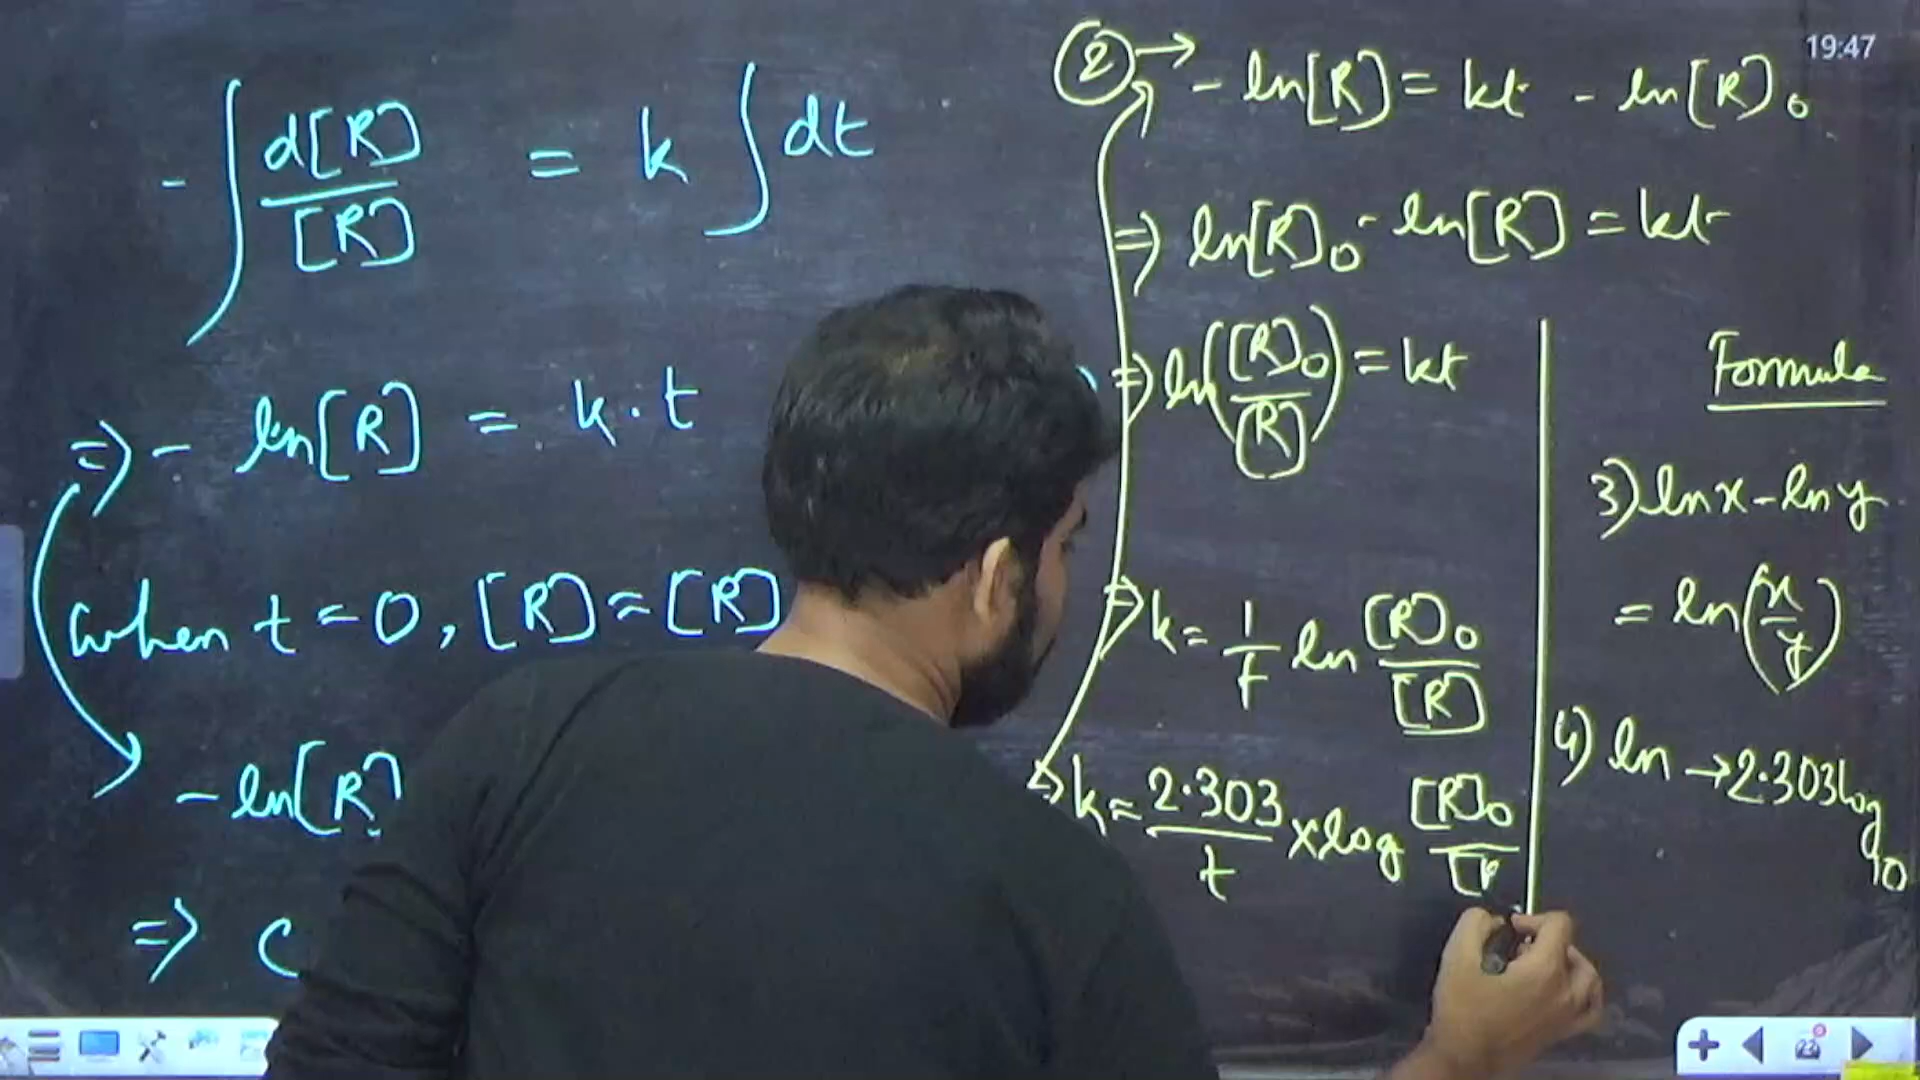 - ∫ d[R]/[R] = k ∫ dt
=> - ln[R] = k · t
when t = 0, [R] = [R]
- ln[R]
=> c
② → - ln[R] = kt - ln[R]₀
=> ln[R]₀ - ln[R] = kt
=> ln([R]₀/[R]) = kt
=> k = 1/t ln [R]₀/[R]
=> k = 2.303/t x log [R]₀/[R
Formula
3) ln x - ln y
= ln(x/y)
4) ln → 2.303 log₁₀
19:47
23